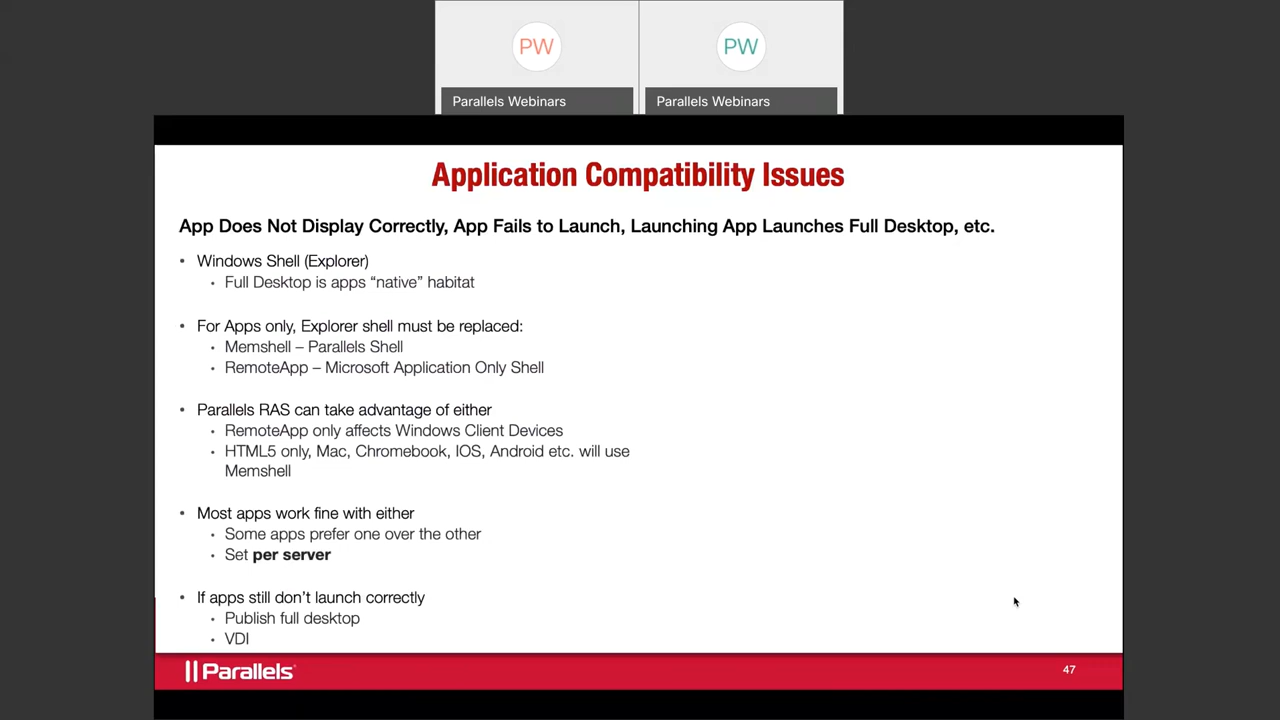 PW
PW
Parallels Webinars
Parallels Webinars
Application Compatibility Issues
App Does Not Display Correctly, App Fails to Launch, Launching App Launches Full Desktop, etc.
• Windows Shell (Explorer)
• Full Desktop is apps “native” habitat
• For Apps only, Explorer shell must be replaced:
• Memshell – Parallels Shell
• RemoteApp – Microsoft Application Only Shell
• Parallels RAS can take advantage of either
• RemoteApp only affects Windows Client Devices
• HTML5 only, Mac, Chromebook, IOS, Android etc. will use
Memshell
• Most apps work fine with either
• Some apps prefer one over the other
• Set per server
• If apps still don’t launch correctly
• Publish full desktop
• VDI
Parallels
47